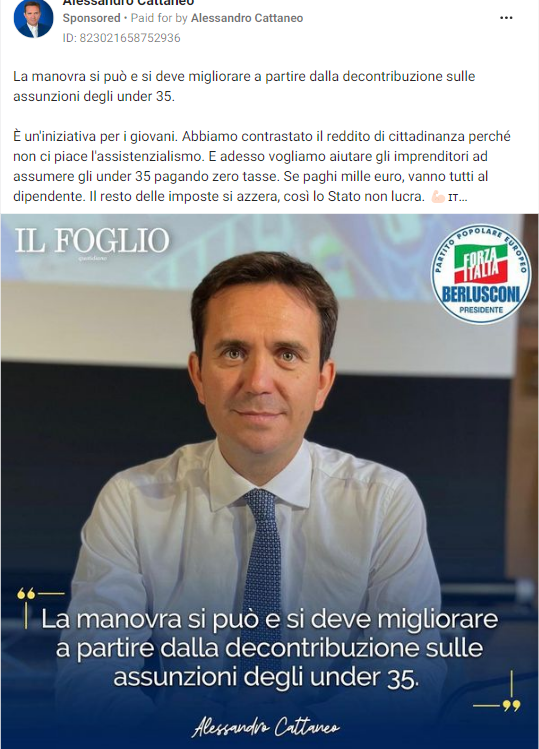 Alessandro Cattaneo
Sponsored • Paid for by Alessandro Cattaneo
ID: 823021658752936
La manovra si può e si deve migliorare a partire dalla decontribuzione sulle
assunzioni degli under 35.
È un'iniziativa per i giovani. Abbiamo contrastato il reddito di cittadinanza perché
non ci piace l'assistenzialismo. E adesso vogliamo aiutare gli imprenditori ad
assumere gli under 35 pagando zero tasse. Se paghi mille euro, vanno tutti al
dipendente. Il resto delle imposte si azzera, così lo Stato non lucra. 💪🏻 ɪᴛ...
IL FOGLIO
quotidiano
PARTITO POPOLARE EUROPEO
FORZA
ITALIA
BERLUSCONI
PRESIDENTE
“La manovra si può e si deve migliorare
a partire dalla decontribuzione sulle
assunzioni degli under 35.”
Alessandro Cattaneo